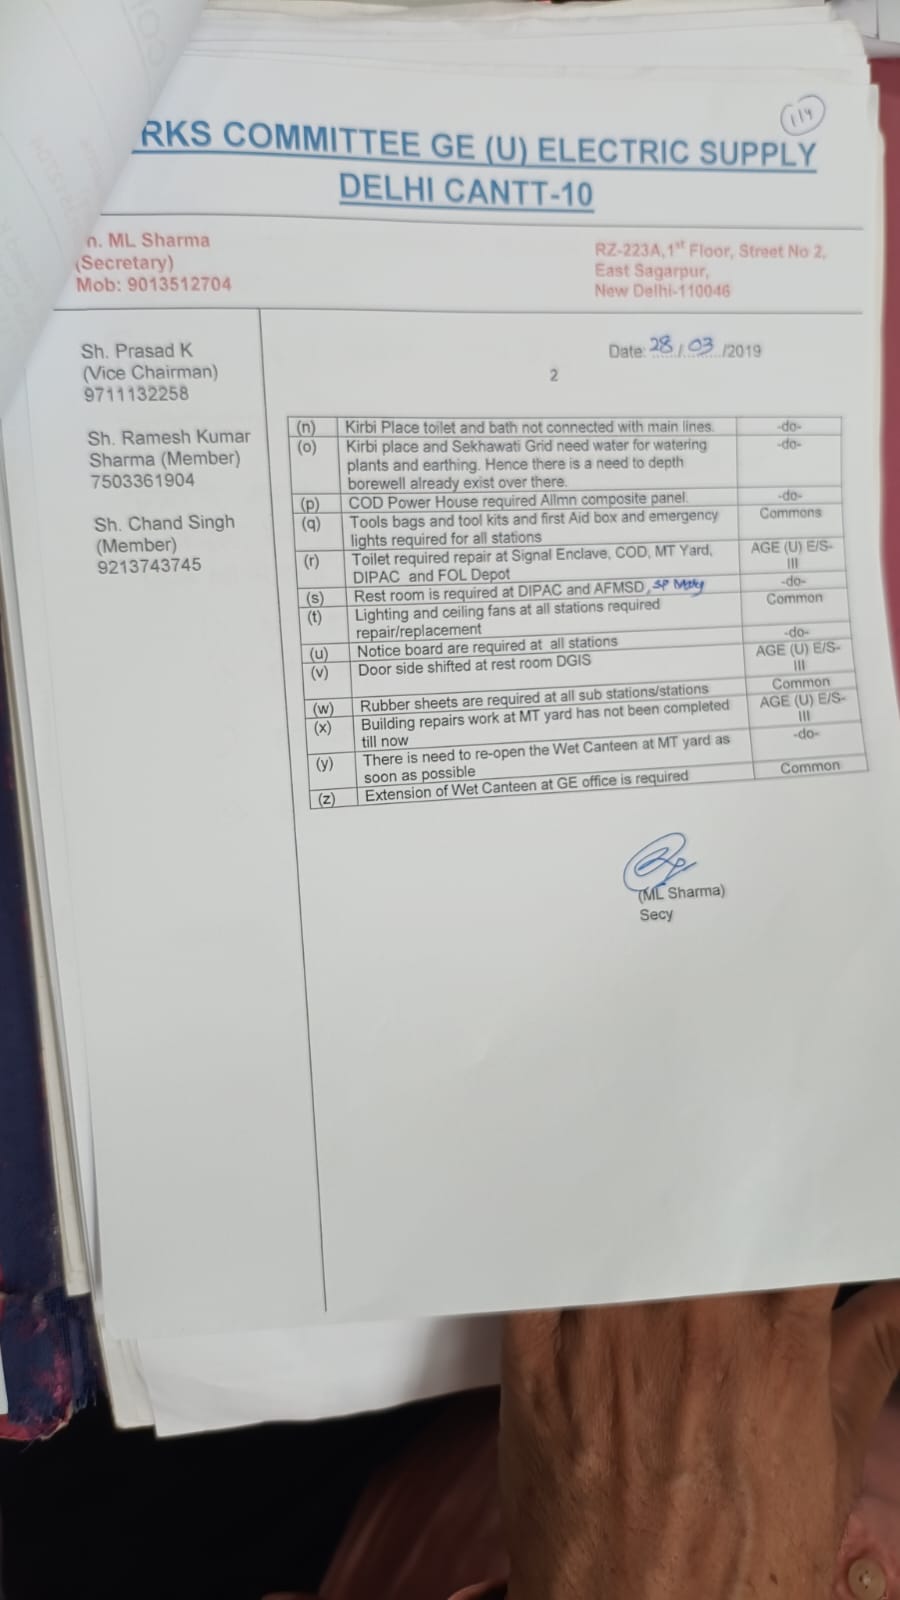 114
RKS COMMITTEE GE (U) ELECTRIC SUPPLY
DELHI CANTT-10
n. ML Sharma
(Secretary)
Mob: 9013512704
RZ-223A,1st Floor, Street No 2,
East Sagarpur,
New Delhi-110046
Sh. Prasad K
(Vice Chairman)
9711132258
Sh. Ramesh Kumar
Sharma (Member)
7503361904
Sh. Chand Singh
(Member)
9213743745
Date: 28/03/2019
2
(n) Kirbi Place toilet and bath not connected with main lines. -do-
(o) Kirbi place and Sekhawati Grid need water for watering -do-
plants and earthing. Hence there is a need to depth
borewell already exist over there.
(p) COD Power House required Allmn composite panel. -do-
(q) Tools bags and tool kits and first Aid box and emergency Commons
lights required for all stations
(r) Toilet required repair at Signal Enclave, COD, MT Yard, AGE (U) E/S-
DIPAC and FOL Depot III
(s) Rest room is required at DIPAC and AFMSD, SP -do-
(t) Lighting and ceiling fans at all stations required Common
repair/replacement
(u) Notice board are required at all stations -do-
(v) Door side shifted at rest room DGIS AGE (U) E/S-
III
(w) Rubber sheets are required at all sub stations/stations Common
(x) Building repairs work at MT yard has not been completed AGE (U) E/S-
till now III
(y) There is need to re-open the Wet Canteen at MT yard as -do-
soon as possible
(z) Extension of Wet Canteen at GE office is required Common
(ML Sharma)
Secy